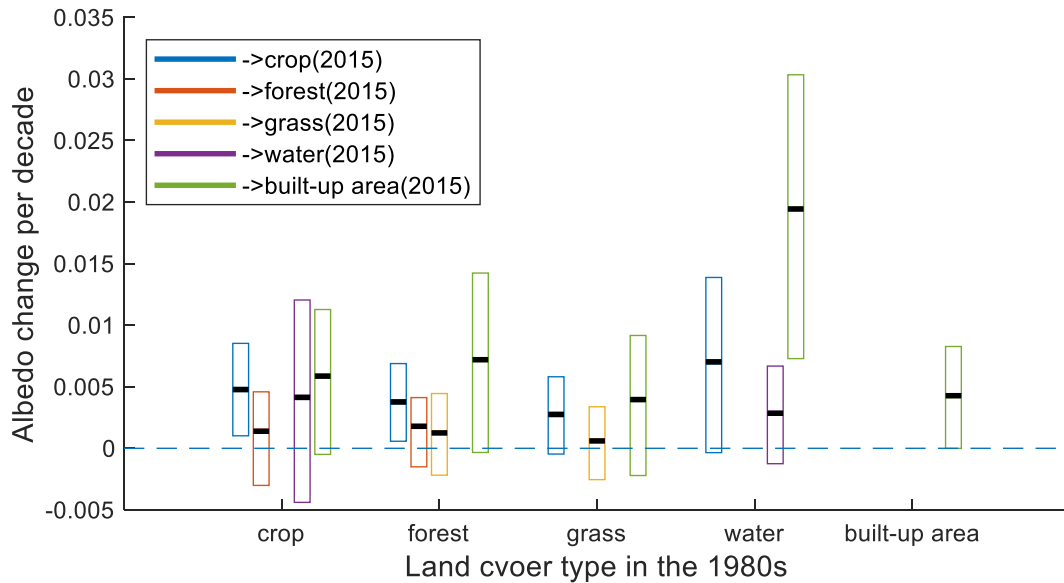 0.035
0.03
0.025
0.02
0.015
0.01
0.005
0
-0.005
Albedo change per decade
->crop(2015)
->forest(2015)
->grass(2015)
->water(2015)
->built-up area(2015)
crop forest grass water built-up area
Land cvoer type in the 1980s